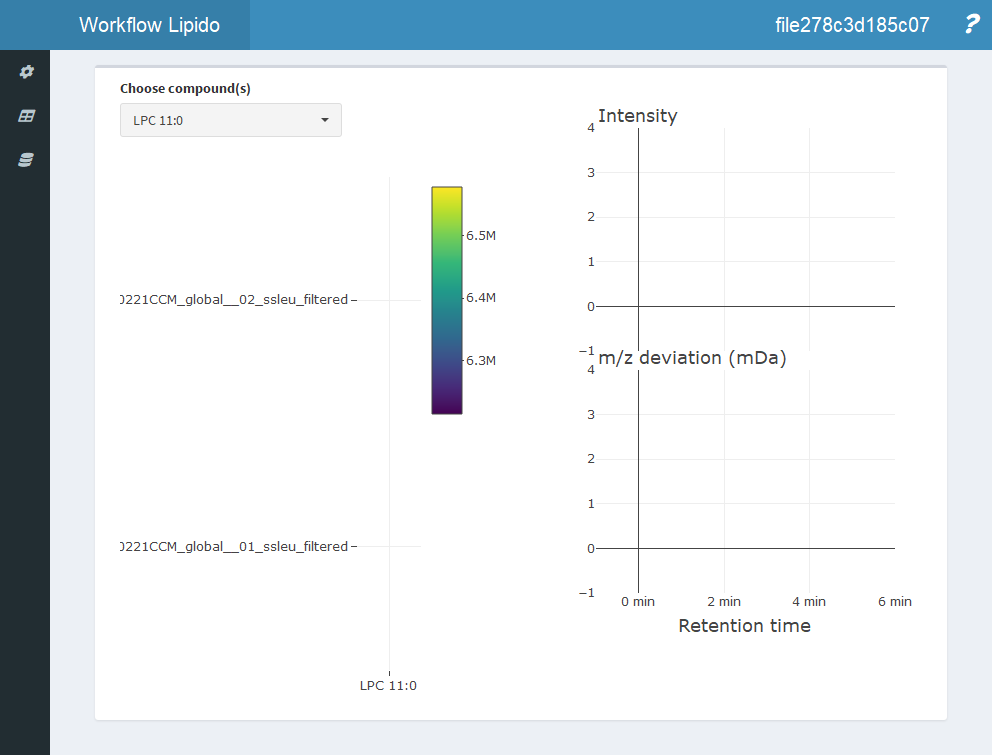 Workflow Lipido
file278c3d185c07
?
Choose compound(s)
LPC 11:0
6.5M
6.4M
6.3M
0221CCM_global__02_ssleu_filtered
0221CCM_global__01_ssleu_filtered
LPC 11:0
Intensity
4
3
2
1
0
−1
m/z deviation (mDa)
4
3
2
1
0
−1
0 min
2 min
4 min
6 min
Retention time